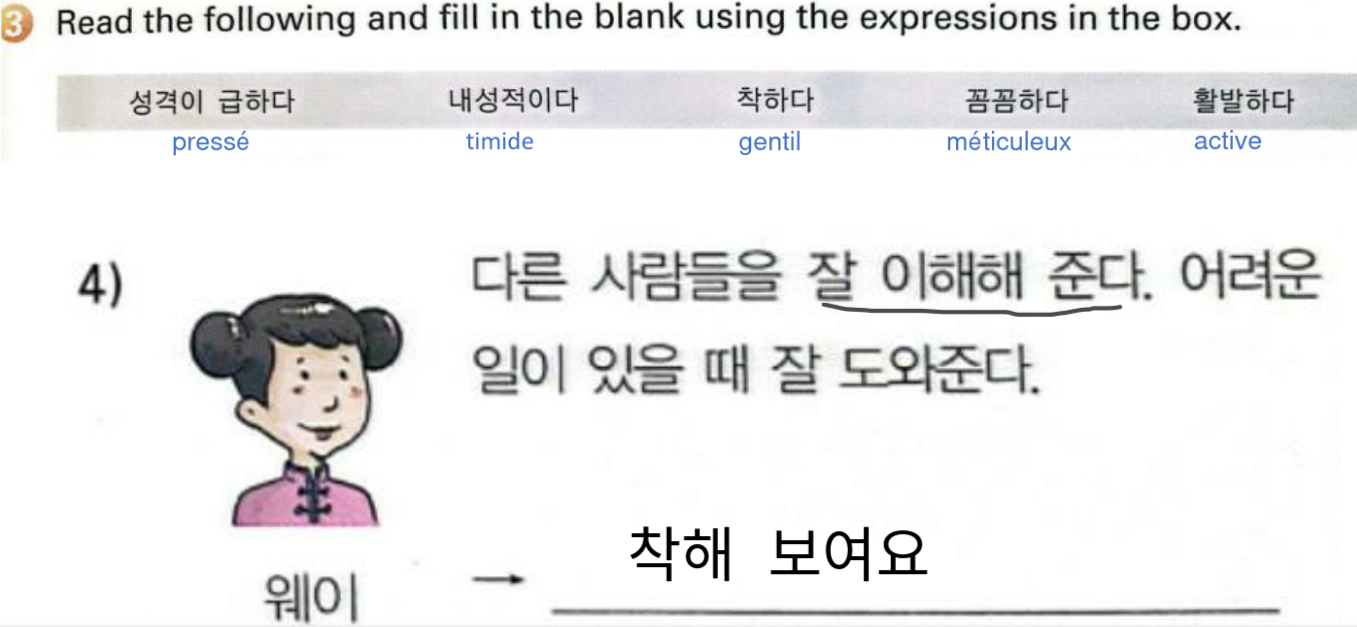 3 Read the following and fill in the blank using the expressions in the box.
성격이 급하다 내성적이다 착하다 꼼꼼하다 활발하다
pressé timide gentil méticuleux active
4) 다른 사람들을 잘 이해해 준다. 어려운
일이 있을 때 잘 도와준다.
웨이 → 착해 보여요